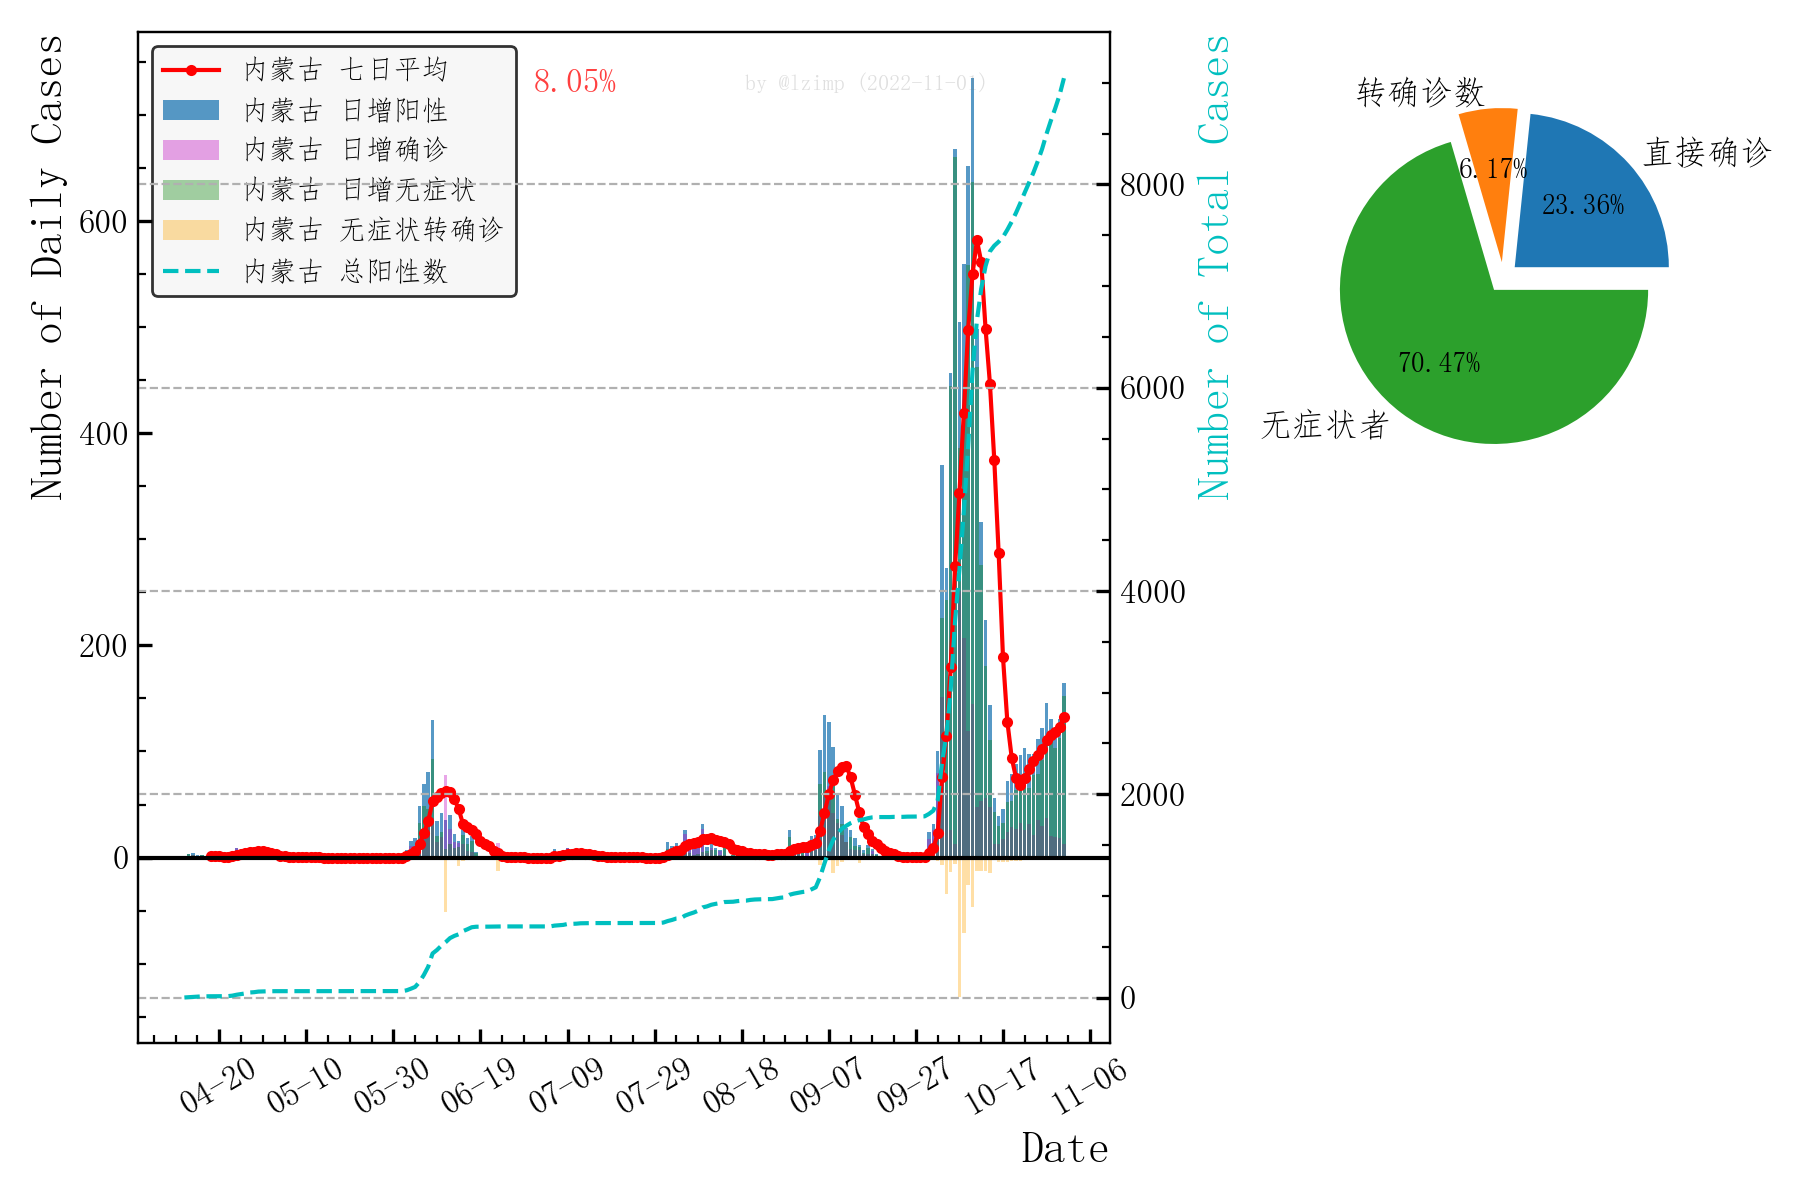 Number of Daily Cases
600
400
200
0
内蒙古 七日平均
内蒙古 日增阳性
内蒙古 日增确诊
内蒙古 日增无症状
内蒙古 无症状转确诊
内蒙古 总阳性数
8.05%
by @lzimp (2022-11-01)
04-20
05-10
05-30
06-19
07-09
07-29
08-18
09-07
09-27
10-17
11-06
Date
8000
6000
4000
2000
0
Number of Total Cases
转确诊数
6.17%
直接确诊
23.36%
70.47%
无症状者